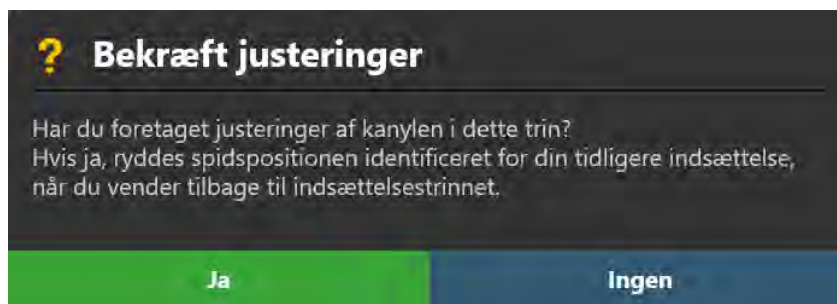 ? Bekræft justeringer
Har du foretaget justeringer af kanylen i dette trin?
Hvis ja, ryddes spidspositionen identificeret for din tidligere indsættelse,
når du vender tilbage til indsættelsestrinnet.
Ja
Ingen